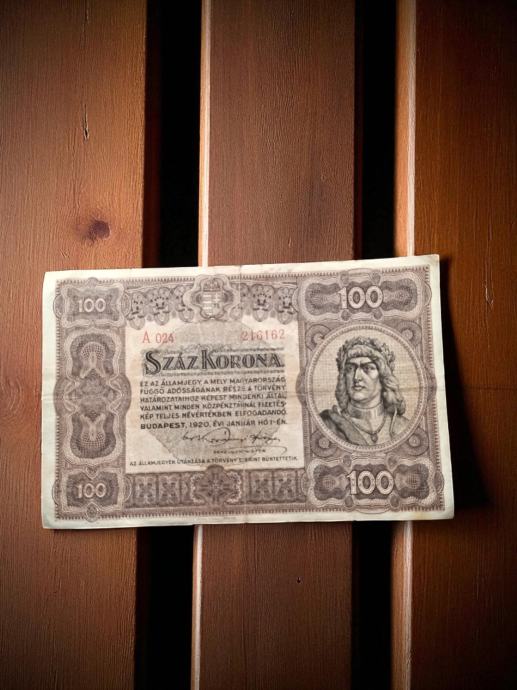 100
100
A 024 216162
SZÁZ KORONA
EZ AZ ÁLLAMJEGY A MELY MAGYARORSZÁG
FÜGGŐ ADÓSSÁGÁNAK RÉSZE A TÖRVÉNY
HATÁROZATAIHOZ KÉPEST MINDENKI ÁLTAL,
VALAMINT MINDEN KÖZPÉNZTÁRNÁL FIZETÉS-
KÉP TELJES NÉVÉRTÉKBEN ELFOGADANDÓ.
BUDAPEST, 1920. ÉVI JANUÁR HÓ 1-ÉN.
AZ ÁLLAMJEGYEK UTÁNZÁSA A TÖRVÉNY SZERINT BÜNTETTETIK.
100
100